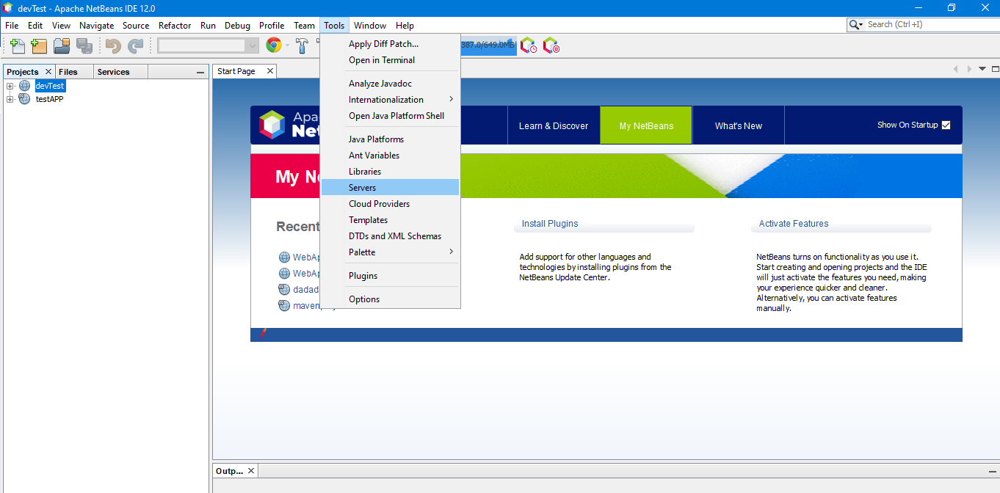 devTest - Apache NetBeans IDE 12.0
File Edit View Navigate Source Refactor Run Debug Profile Team Tools Window Help
Search (Ctrl+I)
387.0/649.0MB
Projects
Files
Services
devTest
testAPP
Start Page
Apply Diff Patch...
Open in Terminal
Analyze Javadoc
Internationalization
Open Java Platform Shell
Java Platforms
Ant Variables
Libraries
Servers
Cloud Providers
Templates
DTDs and XML Schemas
Palette
Plugins
Options
Learn & Discover
My NetBeans
What's New
Show On Startup
My N
Recent
Install Plugins
Activate Features
WebAp
WebAp
dadad
Add support for other languages and
technologies by installing plugins from the
NetBeans Update Center.
NetBeans turns on functionality as you use it.
Start creating and opening projects and the IDE
will just activate the features you need, making
your experience quicker and cleaner.
Alternatively, you can activate features
manually.
Outp...